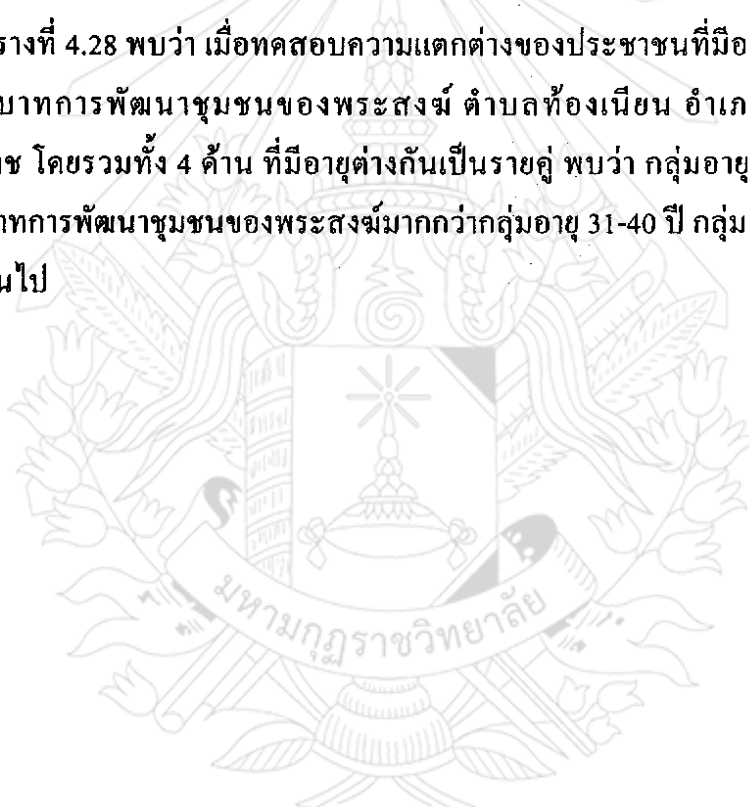 รางที่ 4.28 พบว่า เมื่อทดสอบความแตกต่างของประชาชนที่มีอ
บาทการพัฒนาชุมชนของพระสงฆ์ ตำบลท้องเนียน อำเภ
าช โดยรวมทั้ง 4 ด้าน ที่มีอายุต่างกันเป็นรายคู่ พบว่า กลุ่มอายุ
าทการพัฒนาชุมชนของพระสงฆ์มากกว่ากลุ่มอายุ 31-40 ปี กลุ่ม
นไป
มหามกุฏราชวิทยาลัย